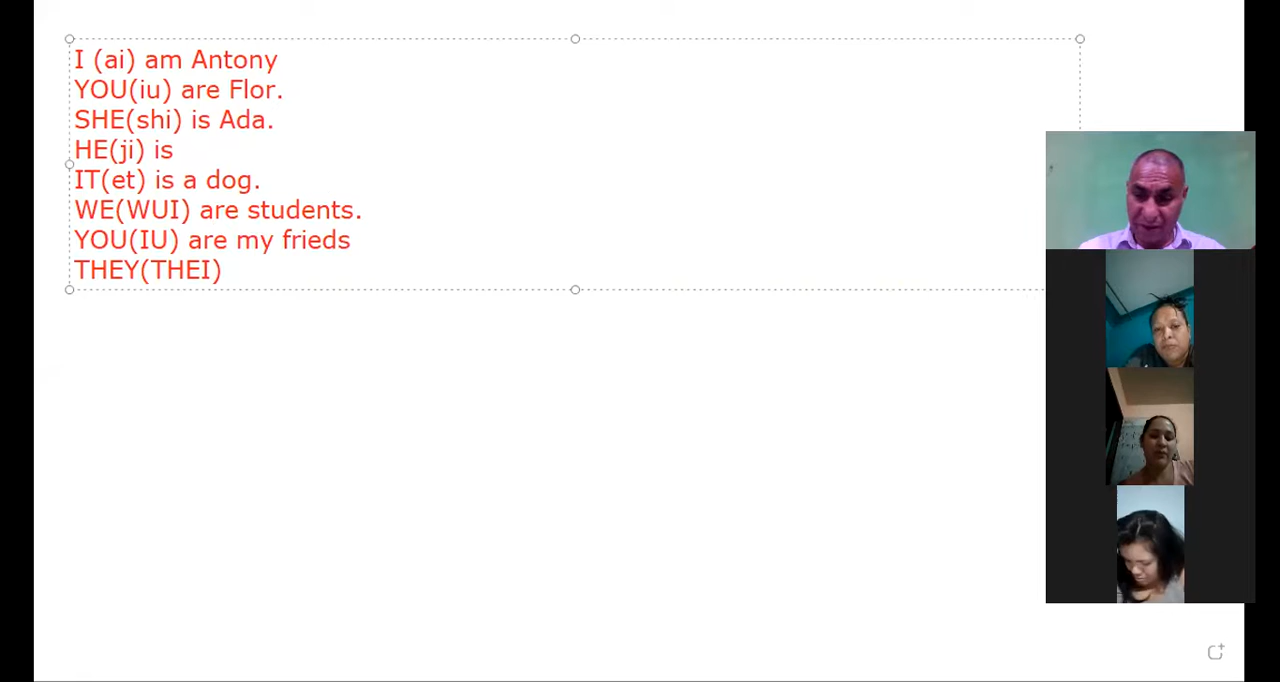 I (ai) am Antony
YOU(iu) are Flor.
SHE(shi) is Ada.
HE(ji) is
IT(et) is a dog.
WE(WUI) are students.
YOU(IU) are my frieds
THEY(THEI)